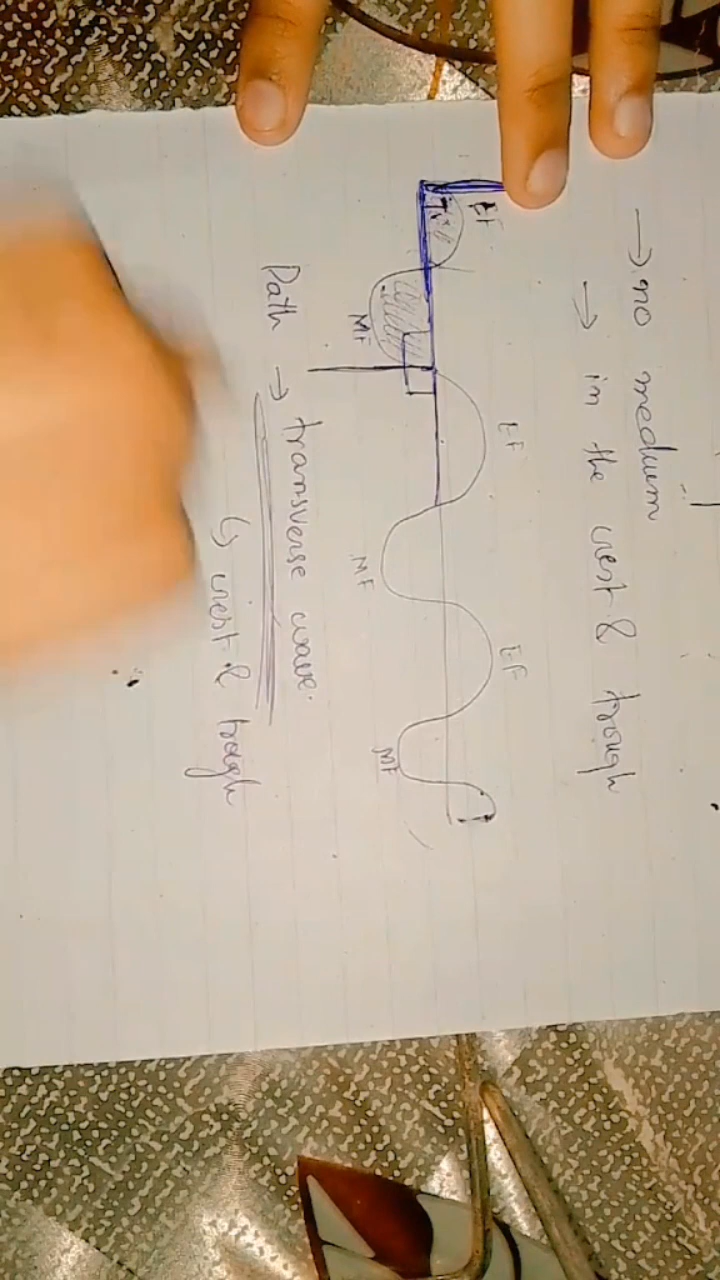 → no medium
→ in the crest & trough
EF
EF
EF
MF
MF
MF
Path → transverse wave.
↳ crest & trough